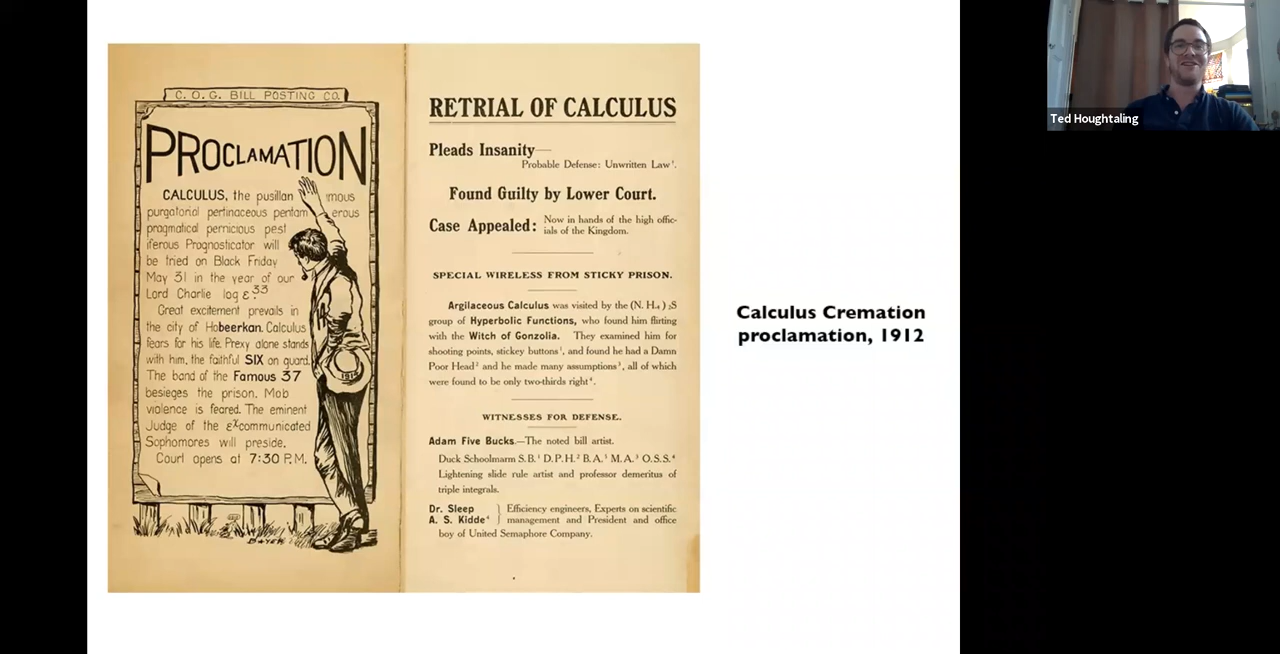 C. O. G. BILL POSTING CO.
PROCLAMATION
CALCULUS, the pusillan imous
purgatorial pertinaceous pentam erous
pragmatical pernicious pest
iferous Prognosticator will
be tried on Black Friday
May 31 in the year of our
Lord Charlie log ε.³³
Great excitement prevails in
the city of Hobeerkan. Calculus
fears for his life. Prexy alone stands
with him, the faithful SIX on guard.
The band of the Famous 37
besieges the prison. Mob
violence is feared. The eminent
Judge of the εˣcommunicated
Sophomores will preside.
Court opens at 7:30 P.M.
BAYER
RETRIAL OF CALCULUS
Pleads Insanity—
Probable Defense: Unwritten Law¹.
Found Guilty by Lower Court.
Case Appealed: Now in hands of the high offic-
ials of the Kingdom.
SPECIAL WIRELESS FROM STICKY PRISON.
Argilaceous Calculus was visited by the (N. H₄) ₂S
group of Hyperbolic Functions, who found him flirting
with the Witch of Gonzolia. They examined him for
shooting points, stickey buttons¹, and found he had a Damn
Poor Head² and he made many assumptions³, all of which
were found to be only two-thirds right⁴.
WITNESSES FOR DEFENSE.
Adam Five Bucks.—The noted bill artist.
Duck Schoolmarm S.B.¹ D.P.H.² B.A.³ M.A.³ O.S.S.⁴
Lightening slide rule artist and professor demeritus of
triple integrals.
Dr. Sleep } Efficiency engineers, Experts on scientific
A. S. Kidde⁴ } management and President and office
boy of United Semaphore Company.
Calculus Cremation
proclamation, 1912
Ted Houghtaling